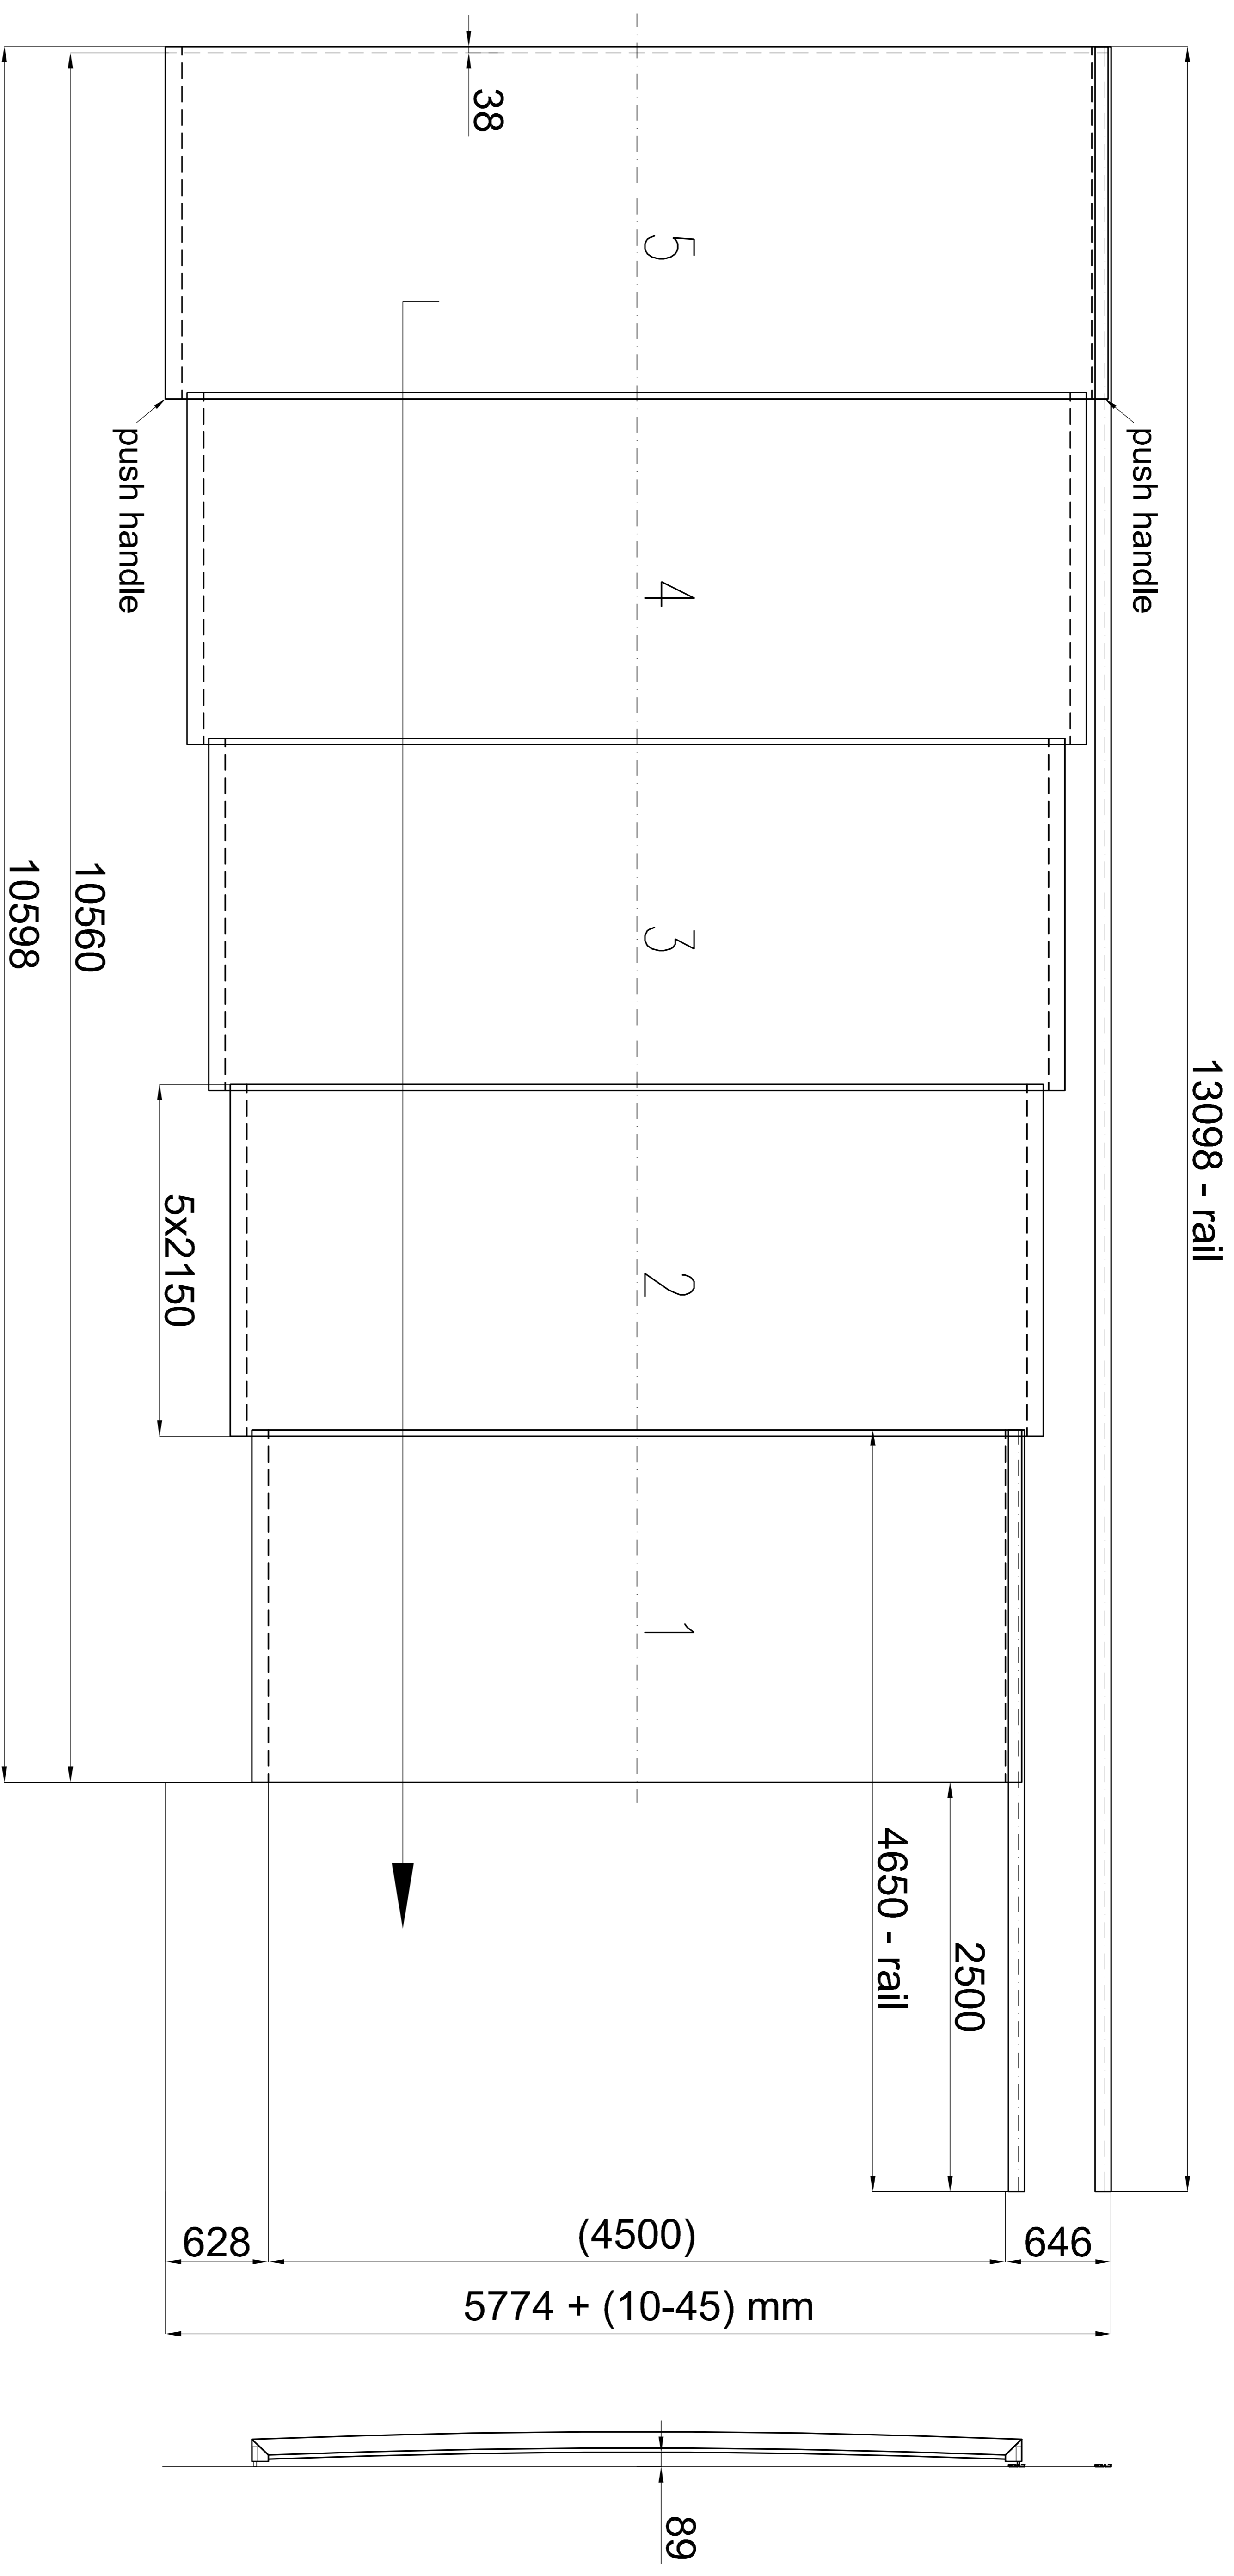 13098 - rail
push handle
push handle
38
5
4
3
2
1
10598
10560
5x2150
4650 - rail
2500
628
(4500)
646
5774 + (10-45) mm
89